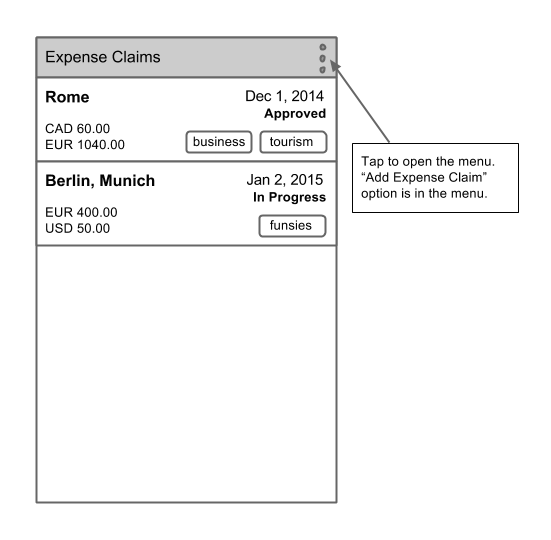 Expense Claims
Rome
Dec 1, 2014
Approved
CAD 60.00
EUR 1040.00
business
tourism
Berlin, Munich
Jan 2, 2015
In Progress
EUR 400.00
USD 50.00
funsies
Tap to open the menu.
“Add Expense Claim”
option is in the menu.